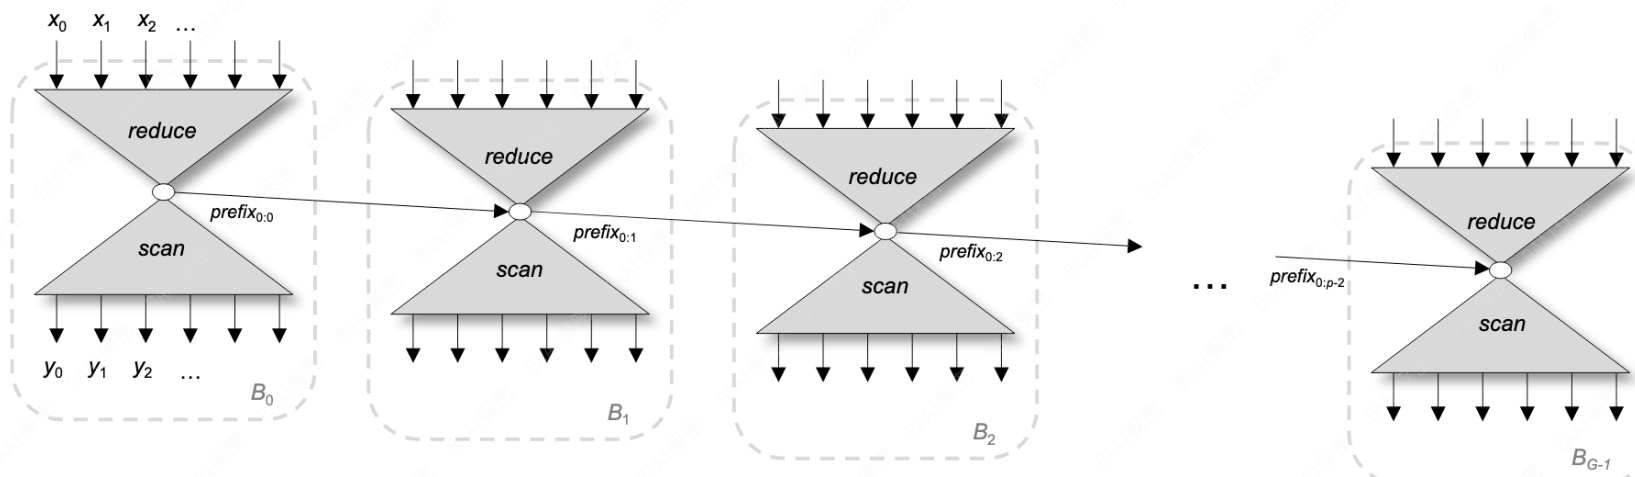 x0 x1 x2 ...
reduce
scan
y0 y1 y2 ...
B0
prefix0:0
reduce
scan
B1
prefix0:1
reduce
scan
B2
prefix0:2
...
prefix0:p-2
reduce
scan
BG-1